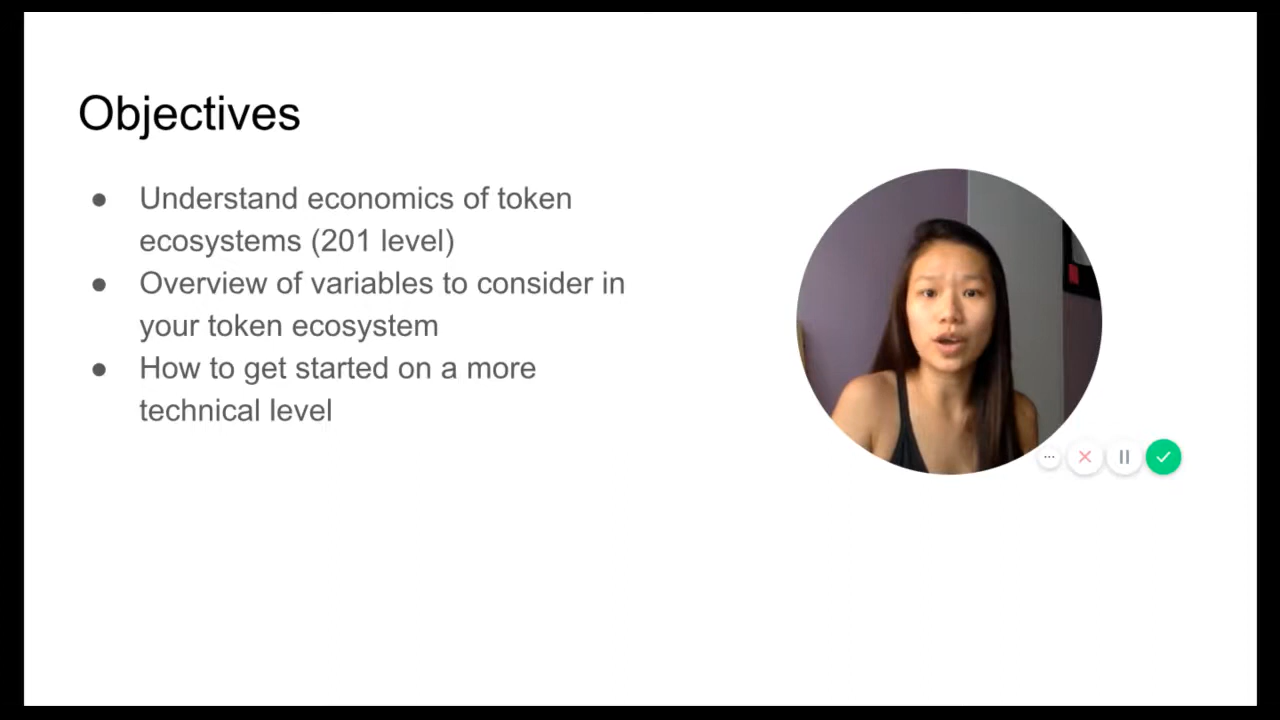 Objectives
● Understand economics of token
ecosystems (201 level)
● Overview of variables to consider in
your token ecosystem
● How to get started on a more
technical level